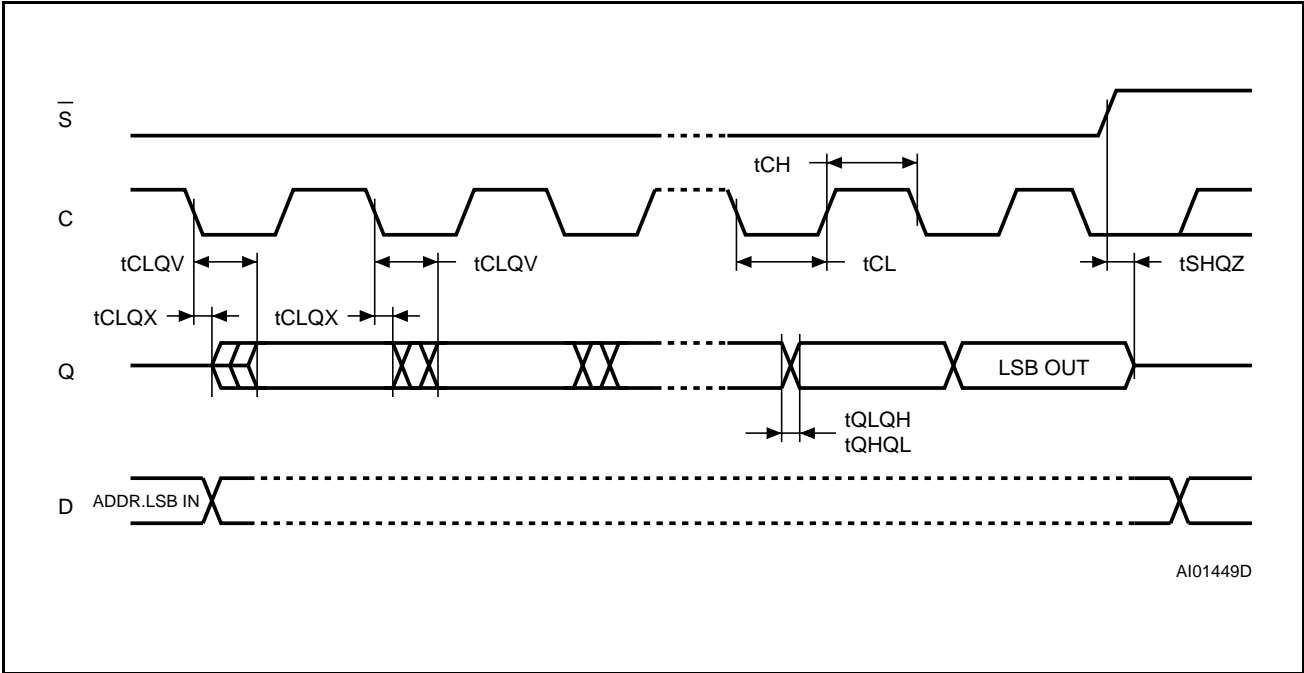 S̅
tCH
C
tCLQV
tCLQV
tCL
tSHQZ
tCLQX
tCLQX
Q
LSB OUT
tQLQH
tQHQL
D
ADDR.LSB IN
AI01449D